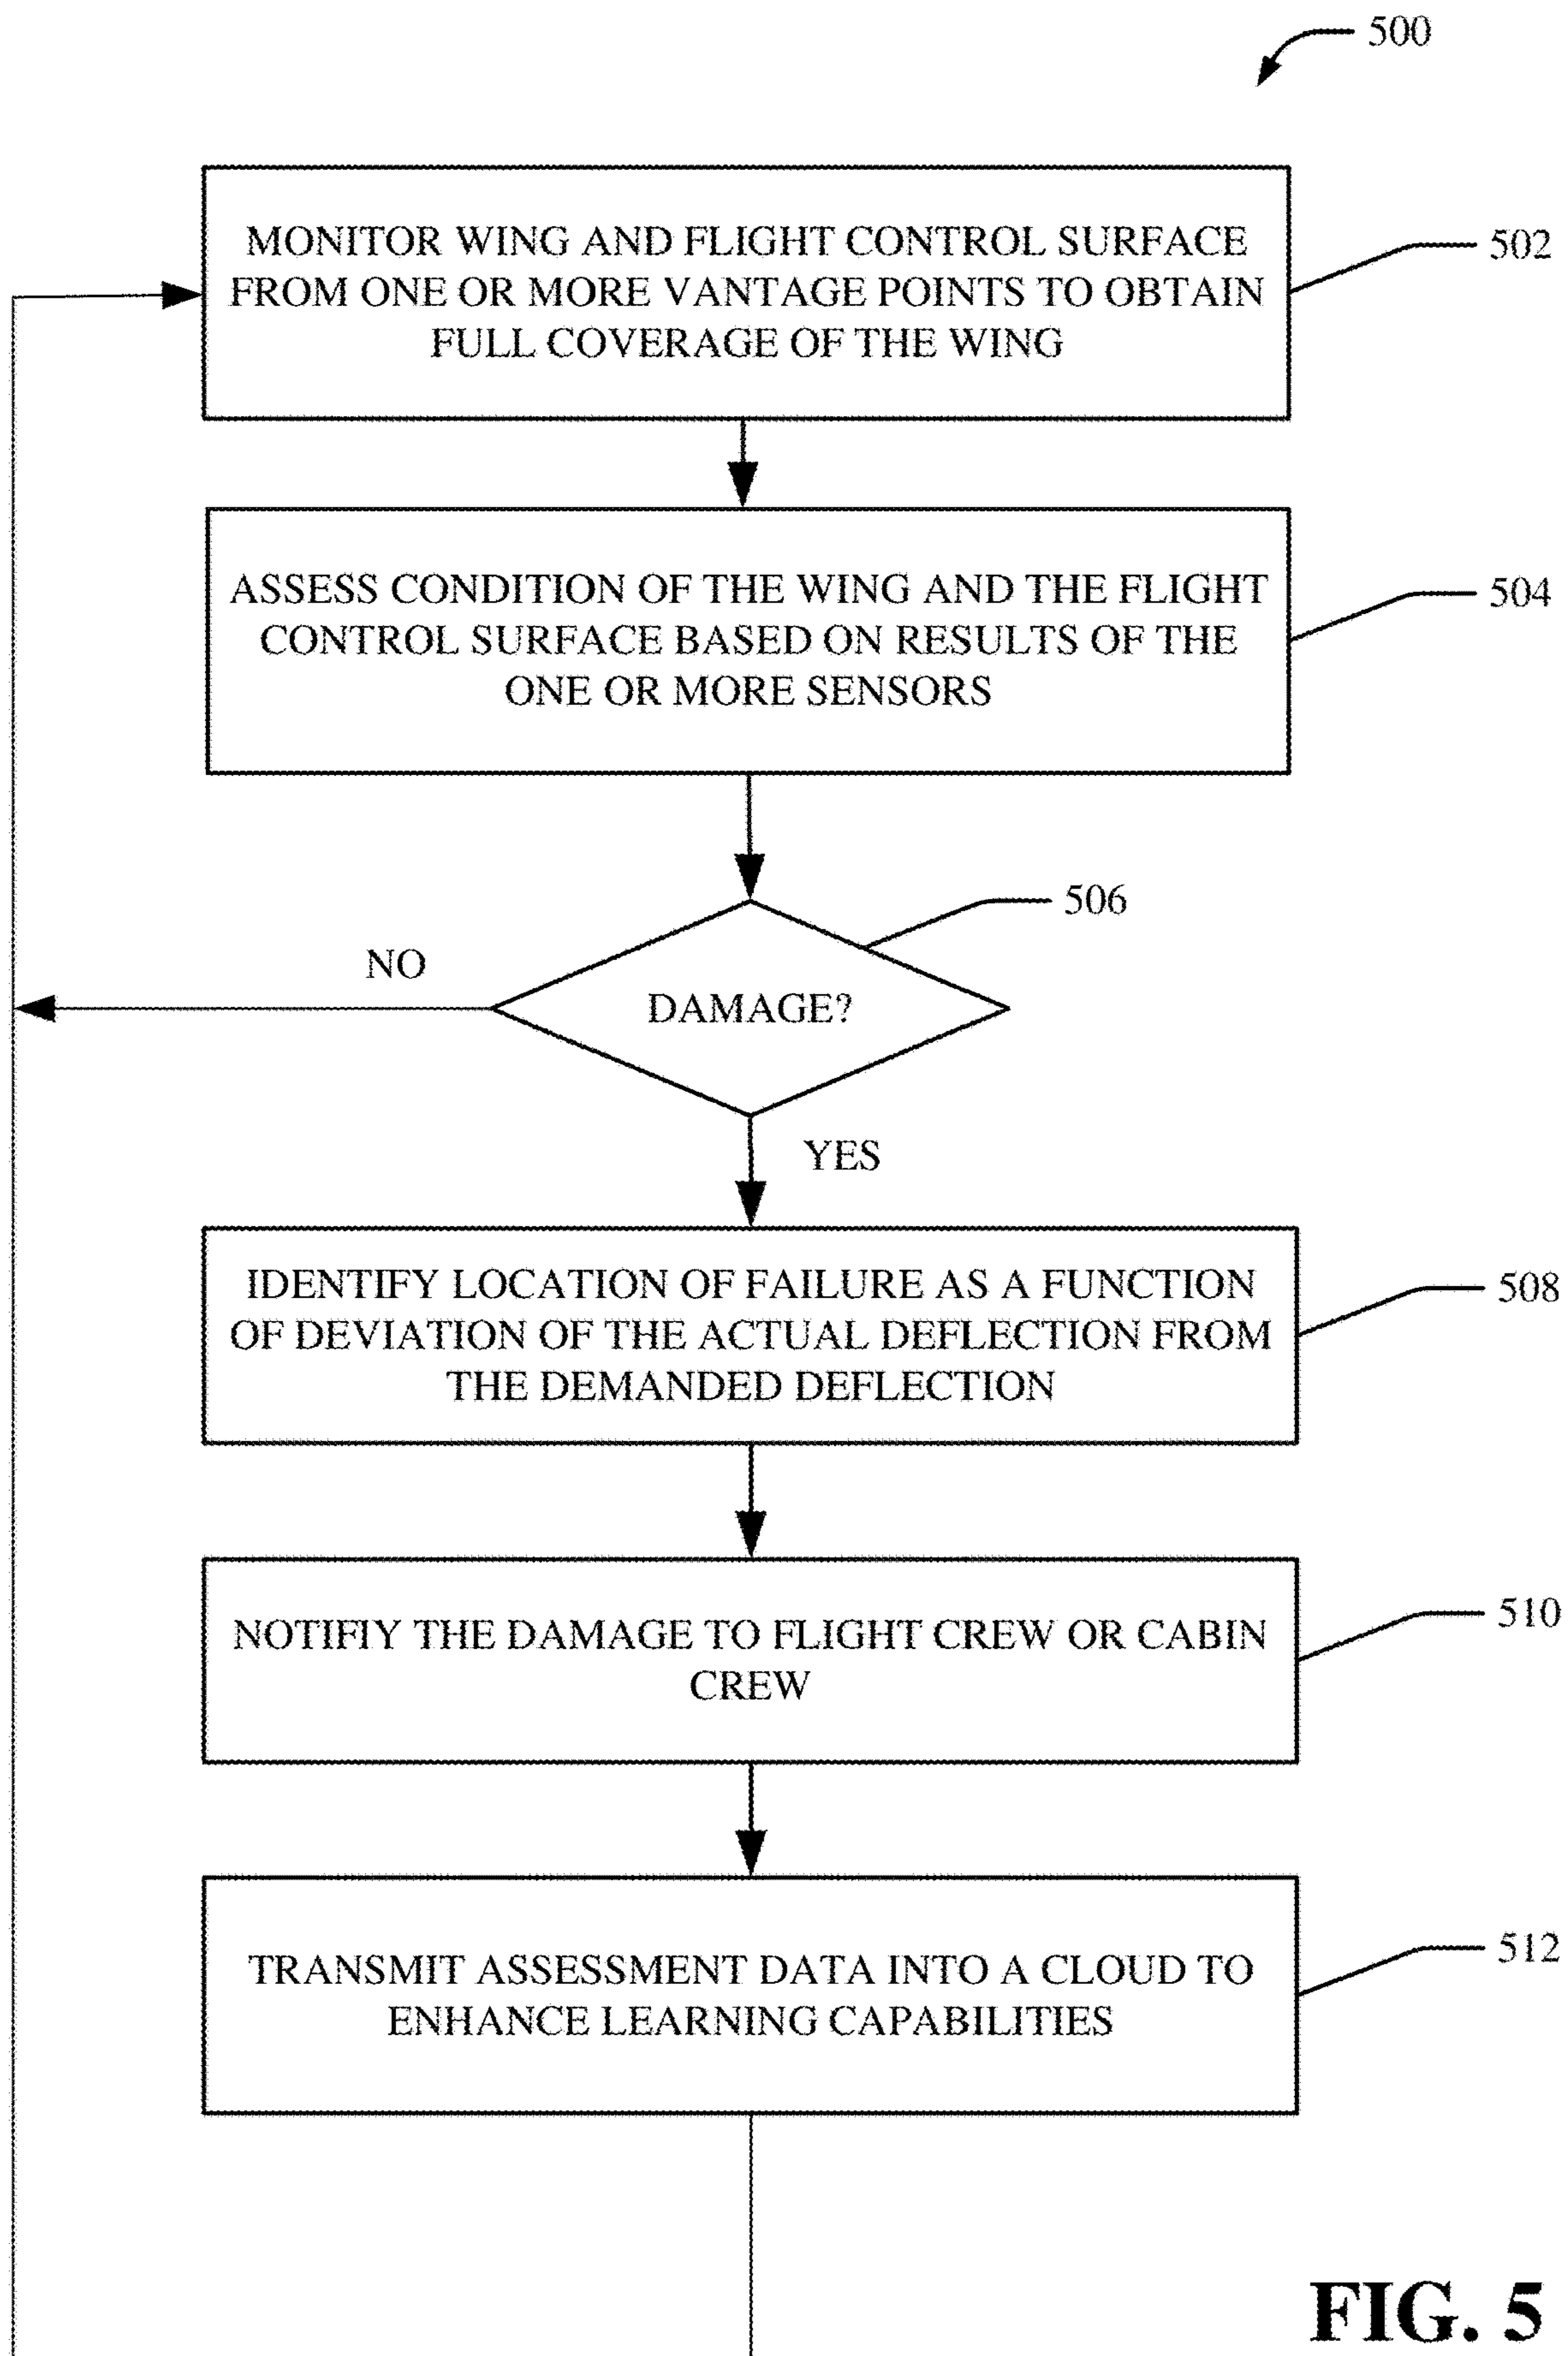 500
MONITOR WING AND FLIGHT CONTROL SURFACE
FROM ONE OR MORE VANTAGE POINTS TO OBTAIN
FULL COVERAGE OF THE WING
502
ASSESS CONDITION OF THE WING AND THE FLIGHT
CONTROL SURFACE BASED ON RESULTS OF THE
ONE OR MORE SENSORS
504
506
NO
DAMAGE?
YES
IDENTIFY LOCATION OF FAILURE AS A FUNCTION
OF DEVIATION OF THE ACTUAL DEFLECTION FROM
THE DEMANDED DEFLECTION
508
NOTIFIY THE DAMAGE TO FLIGHT CREW OR CABIN
CREW
510
TRANSMIT ASSESSMENT DATA INTO A CLOUD TO
ENHANCE LEARNING CAPABILITIES
512
FIG. 5